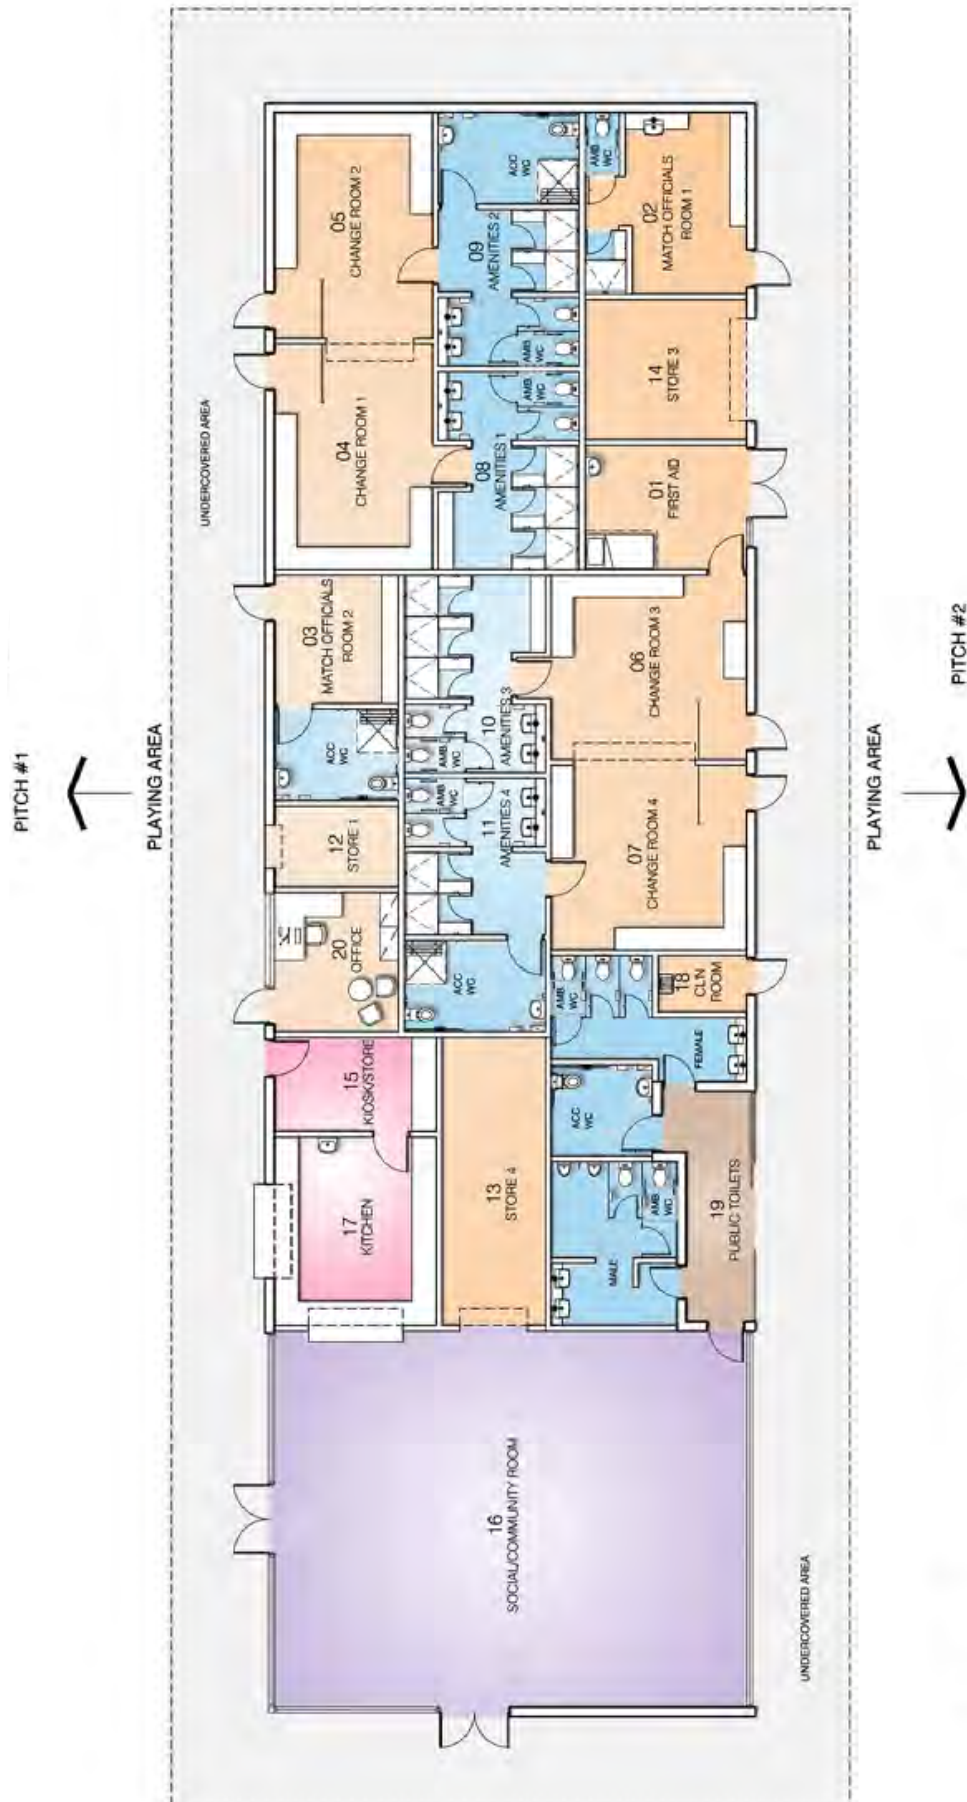 PITCH #1
PLAYING AREA
UNDERCOVERED AREA
05
CHANGE ROOM 2
04
CHANGE ROOM 1
03
MATCH OFFICIALS
ROOM 2
ACC
WC
12
STORE 1
20
OFFICE
15
KIOSK/STORE
17
KITCHEN
ACC
WC
09
AMENITIES 2
AMB
WC
AMB
WC
08
AMENITIES 1
10
AMENITIES 3
AMB
WC
AMB
WC
11
AMENITIES 4
ACC
WC
13
STORE 4
16
SOCIAL/COMMUNITY ROOM
AMB
WC
02
MATCH OFFICIALS
ROOM 1
14
STORE 3
01
FIRST AID
06
CHANGE ROOM 3
07
CHANGE ROOM 4
18
CL'N
ROOM
AMB
WC
FEMALE
ACC
WC
AMB
WC
MALE
19
PUBLIC TOILETS
UNDERCOVERED AREA
PLAYING AREA
PITCH #2